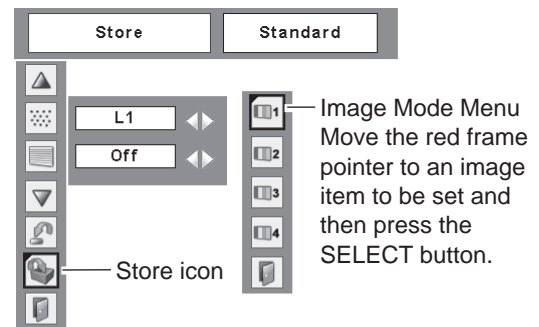 Store Standard
L1
Off
1
2
3
4
Image Mode Menu
Move the red frame
pointer to an image
item to be set and
then press the
SELECT button.
Store icon